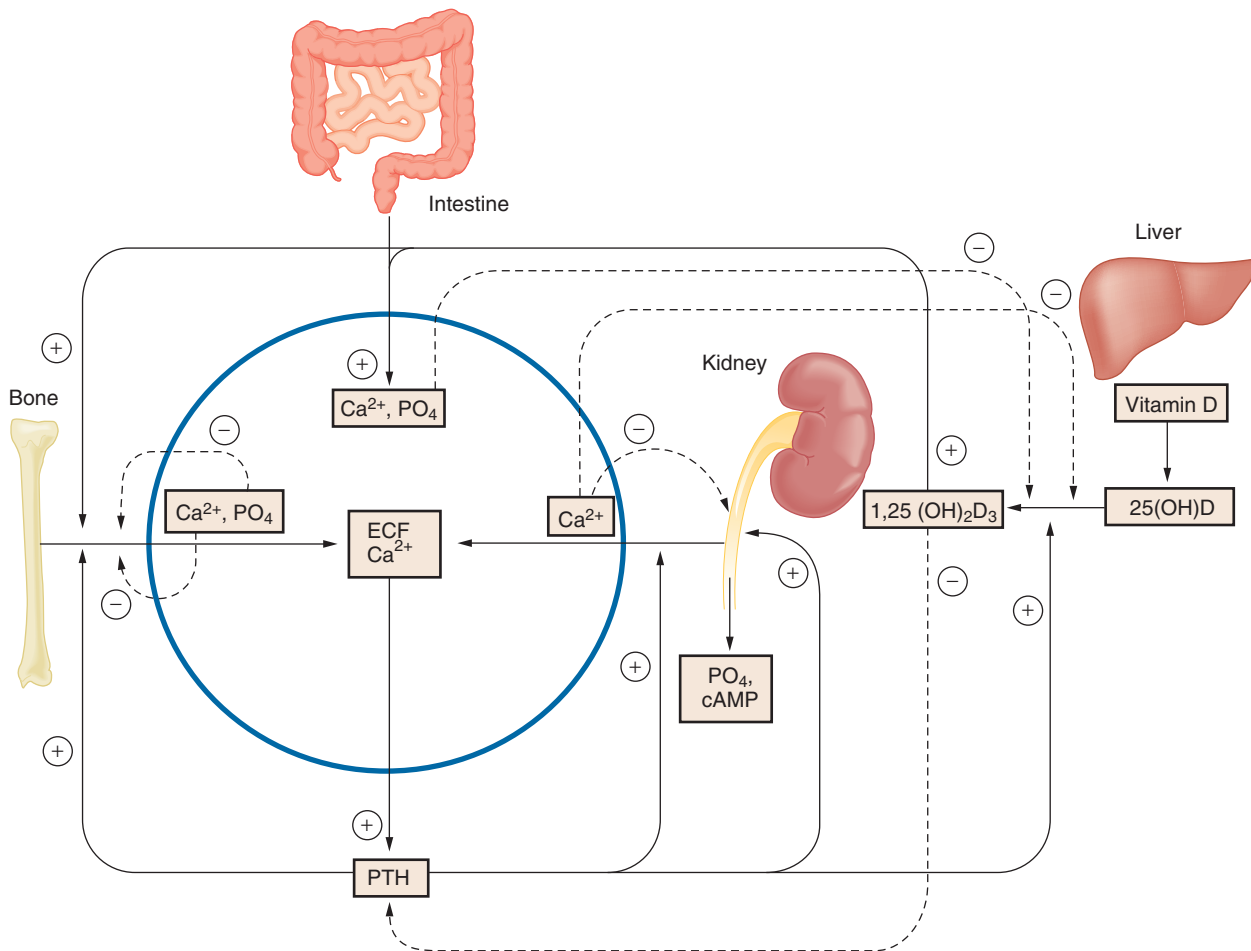 Intestine
−
Liver
−
+
Kidney
Bone
Ca²⁺, PO₄
Vitamin D
−
−
+
Ca²⁺, PO₄
Ca²⁺
1,25 (OH)₂D₃
25(OH)D
ECF
Ca²⁺
+
−
−
+
+
PO₄,
cAMP
+
+
PTH